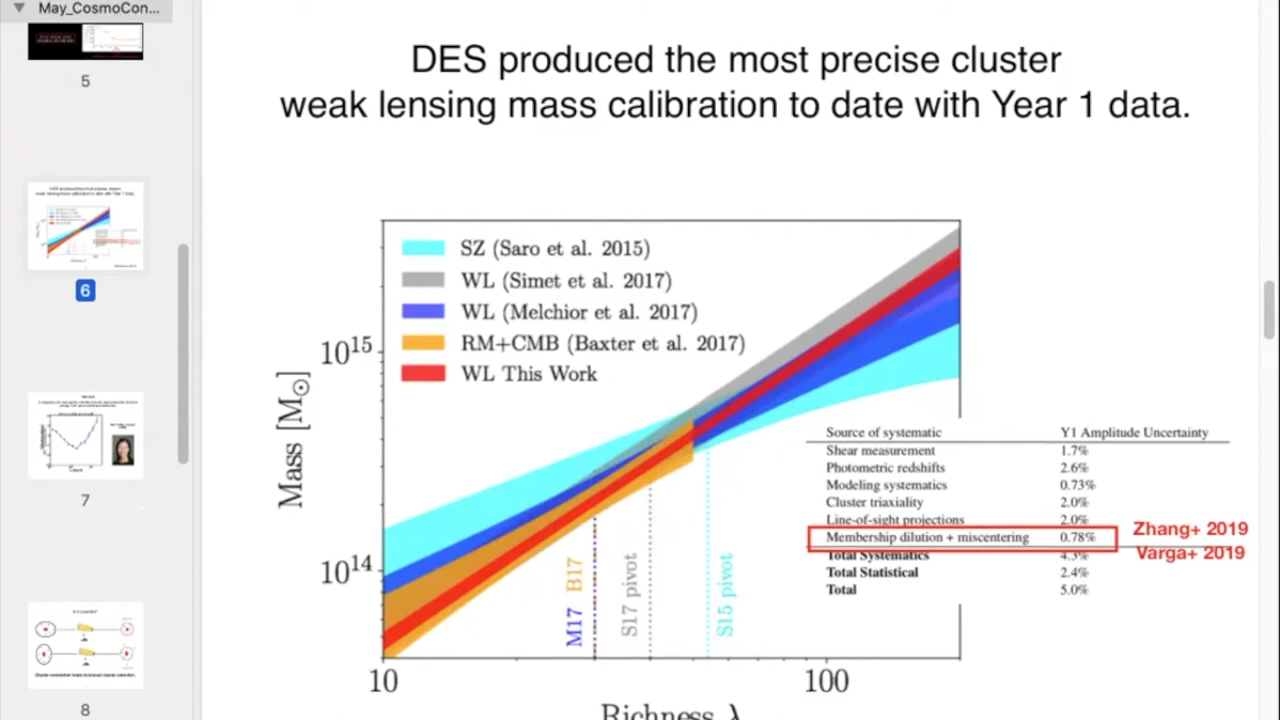 May_CosmoCon...
5
6
7
8
DES produced the most precise cluster
weak lensing mass calibration to date with Year 1 data.
SZ (Saro et al. 2015)
WL (Simet et al. 2017)
WL (Melchior et al. 2017)
RM+CMB (Baxter et al. 2017)
WL This Work
10¹⁵
10¹⁴
Mass [M☉]
M17
B17
S17 pivot
S15 pivot
10
100
Richness λ
Source of systematic Y1 Amplitude Uncertainty
Shear measurement 1.7%
Photometric redshifts 2.6%
Modeling systematics 0.73%
Cluster triaxiality 2.0%
Line-of-sight projections 2.0%
Membership dilution + miscentering 0.78%
Total Systematics 4.3%
Total Statistical 2.4%
Total 5.0%
Zhang+ 2019
Varga+ 2019